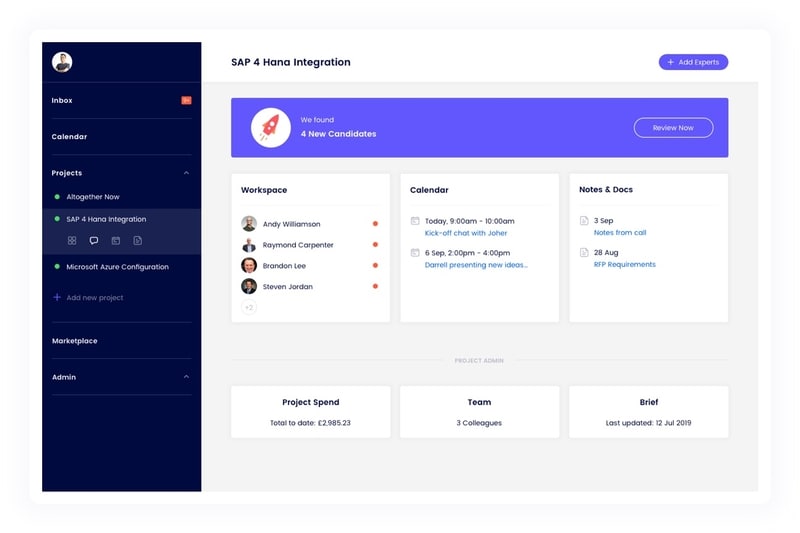 SAP 4 Hana Integration
+ Add Experts
Inbox
9+
Calendar
Projects
Altogether Now
SAP 4 Hana Integration
Microsoft Azure Configuration
+ Add new project
Marketplace
Admin
We found
4 New Candidates
Review Now
Workspace
Andy Williamson
Raymond Carpenter
Brandon Lee
Steven Jordan
+2
Calendar
Today, 9:00am - 10:00am
Kick-off chat with Joher
6 Sep, 2:00pm - 4:00pm
Darrell presenting new ideas...
Notes & Docs
3 Sep
Notes from call
28 Aug
RFP Requirements
PROJECT ADMIN
Project Spend
Total to date: £2,985.23
Team
3 Colleagues
Brief
Last updated: 12 Jul 2019